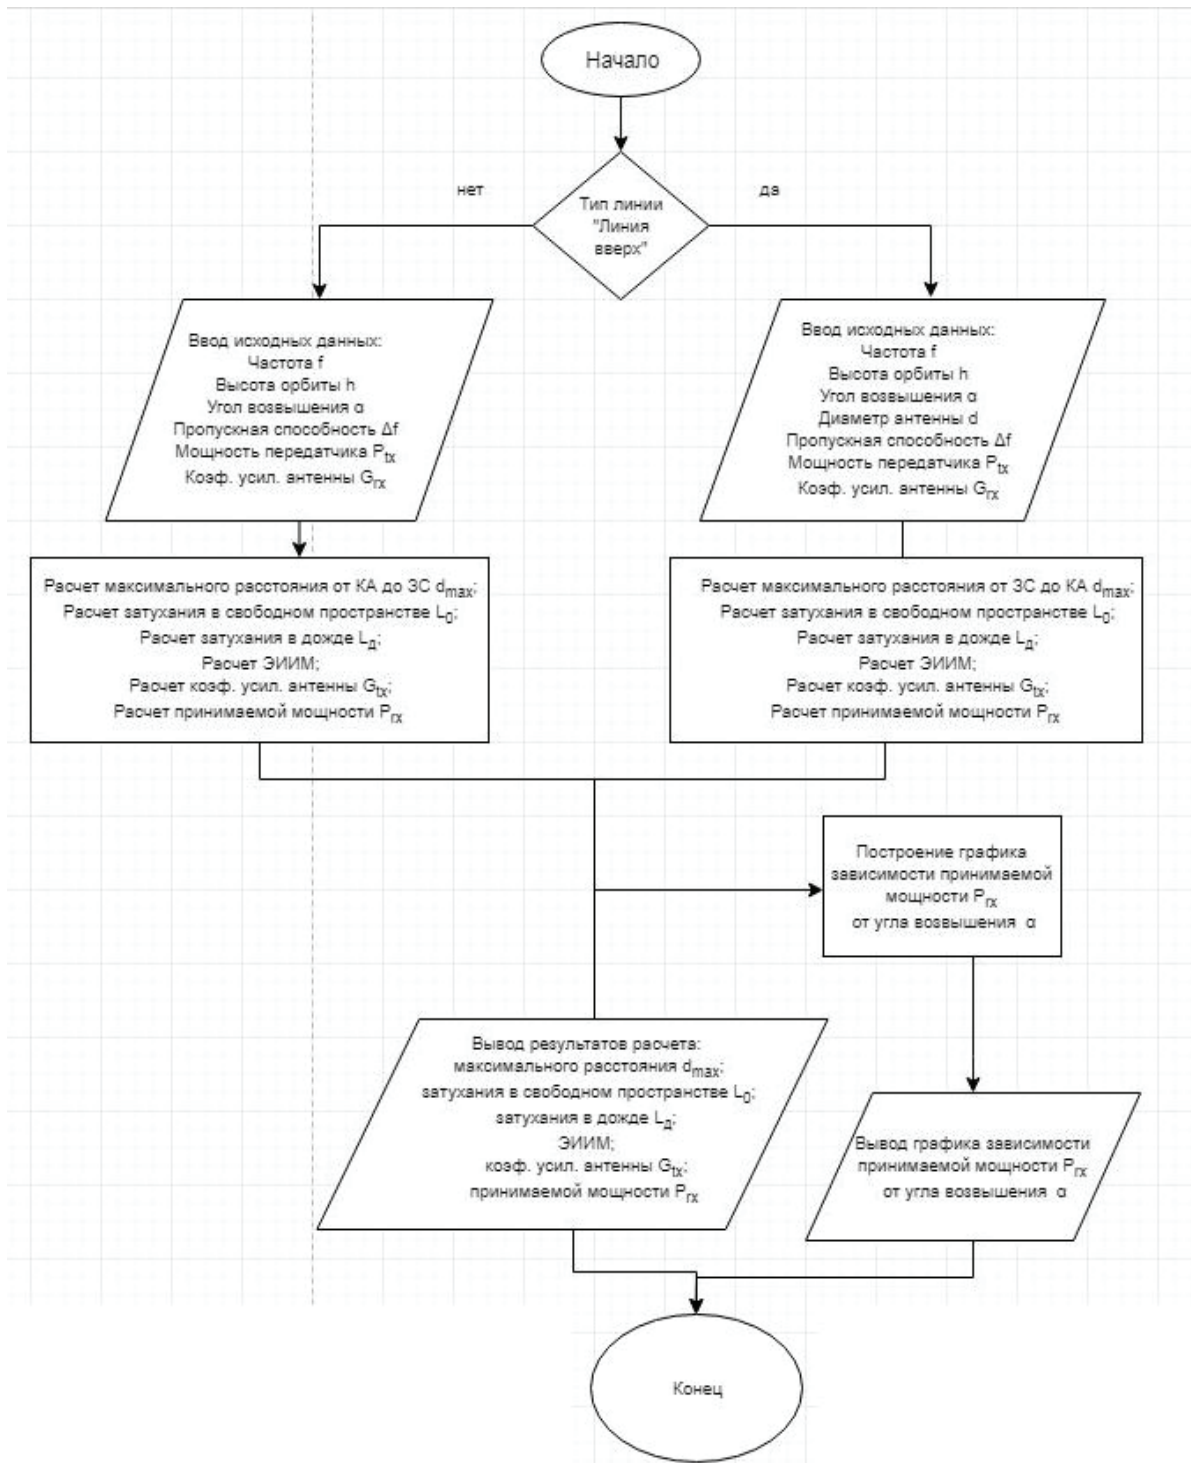 Начало
нет
да
Тип линии
"Линия
вверх"
Ввод исходных данных:
Частота f
Высота орбиты h
Угол возвышения α
Пропускная способность Δf
Мощность передатчика Ptx
Коэф. усил. антенны Grx
Ввод исходных данных:
Частота f
Высота орбиты h
Угол возвышения α
Диаметр антенны d
Пропускная способность Δf
Мощность передатчика Ptx
Коэф. усил. антенны Grx
Расчет максимального расстояния от КА до ЗС dmax;
Расчет затухания в свободном пространстве L0;
Расчет затухания в дожде Lд;
Расчет ЭИИМ;
Расчет коэф. усил. антенны Gtx;
Расчет принимаемой мощности Prx
Расчет максимального расстояния от ЗС до КА dmax;
Расчет затухания в свободном пространстве L0;
Расчет затухания в дожде Lд;
Расчет ЭИИМ;
Расчет коэф. усил. антенны Gtx;
Расчет принимаемой мощности Prx
Построение графика
зависимости принимаемой
мощности Prx
от угла возвышения α
Вывод результатов расчета:
максимального расстояния dmax;
затухания в свободном пространстве L0;
затухания в дожде Lд;
ЭИИМ;
коэф. усил. антенны Gtx;
принимаемой мощности Prx
Вывод графика зависимости
принимаемой мощности Prx
от угла возвышения α
Конец